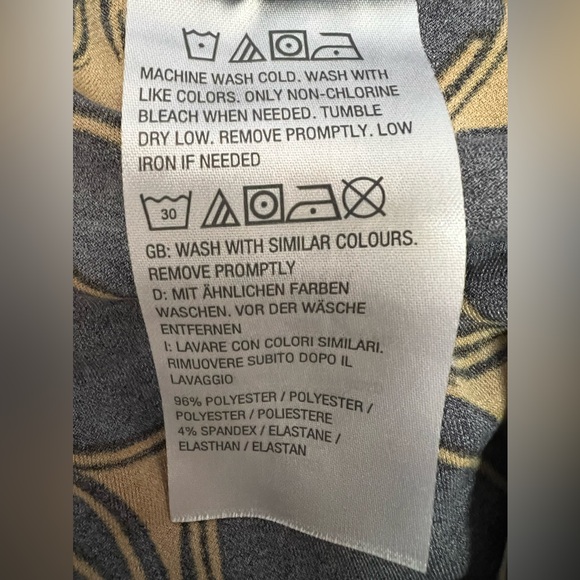 MACHINE WASH COLD. WASH WITH
LIKE COLORS. ONLY NON-CHLORINE
BLEACH WHEN NEEDED. TUMBLE
DRY LOW. REMOVE PROMPTLY. LOW
IRON IF NEEDED
30
GB: WASH WITH SIMILAR COLOURS.
REMOVE PROMPTLY
D: MIT ÄHNLICHEN FARBEN
WASCHEN. VOR DER WÄSCHE
ENTFERNEN
I: LAVARE CON COLORI SIMILARI.
RIMUOVERE SUBITO DOPO IL
LAVAGGIO
96% POLYESTER / POLYESTER /
POLYESTER / POLIESTERE
4% SPANDEX / ELASTANE /
ELASTHAN / ELASTAN